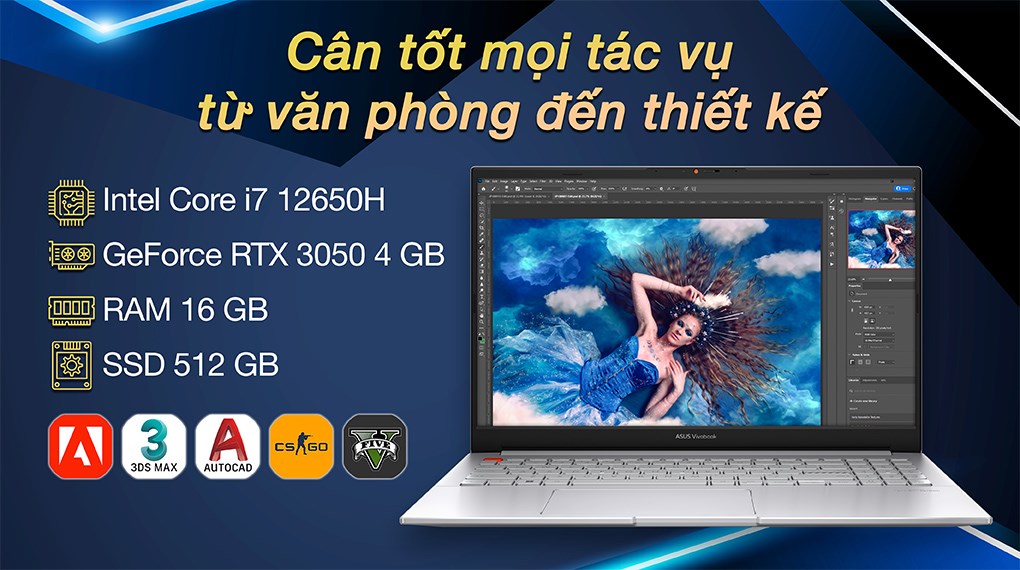 Cân tốt mọi tác vụ
từ văn phòng đến thiết kế
Intel Core i7 12650H
GeForce RTX 3050 4 GB
RAM 16 GB
SSD 512 GB
3
3DS MAX
A
AUTOCAD
CS GO
FIVE
V
ASUS Vivobook